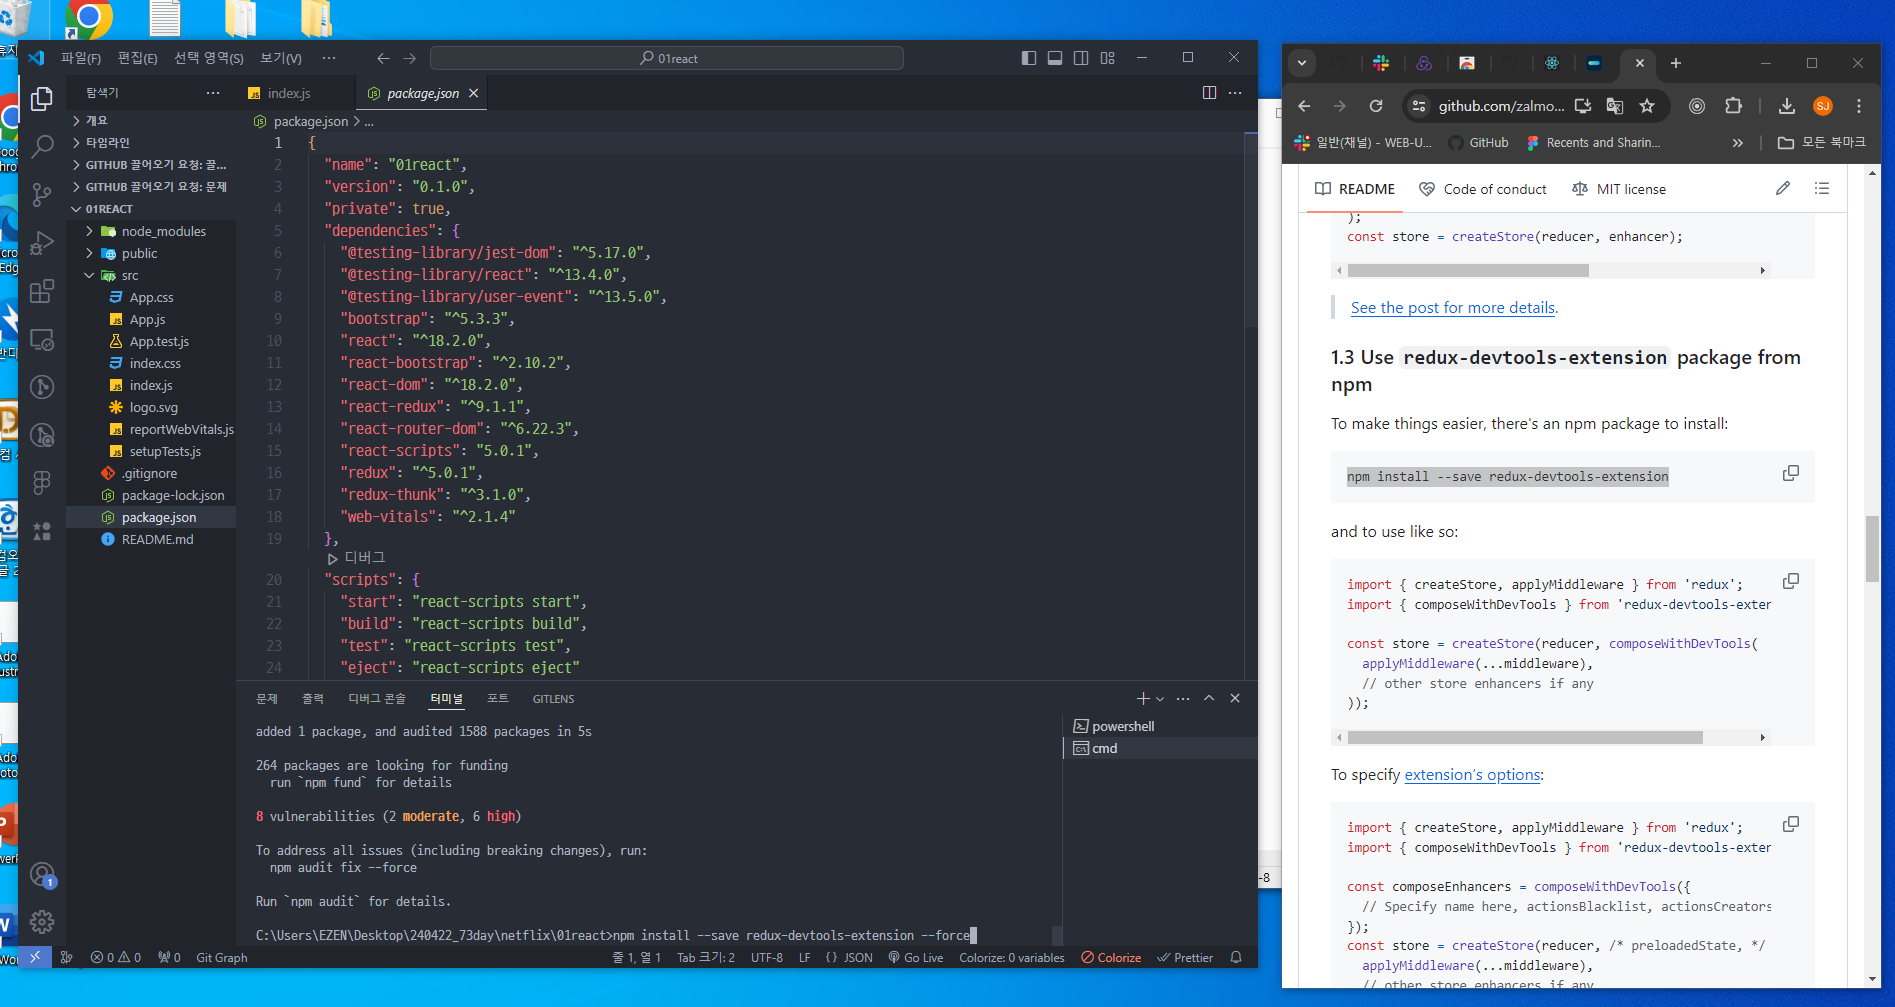 파일(F) 편집(E) 선택 영역(S) 보기(V) ··· 01react
탐색기 ···
개요
타임라인
GITHUB 끌어오기 요청: 끌...
GITHUB 끌어오기 요청: 문제
01REACT
node_modules
public
src
App.css
App.js
App.test.js
index.css
index.js
logo.svg
reportWebVitals.js
setupTests.js
.gitignore
package-lock.json
package.json
README.md
1
index.js package.json
package.json > ...
1 {
2 "name": "01react",
3 "version": "0.1.0",
4 "private": true,
5 "dependencies": {
6 "@testing-library/jest-dom": "^5.17.0",
7 "@testing-library/react": "^13.4.0",
8 "@testing-library/user-event": "^13.5.0",
9 "bootstrap": "^5.3.3",
10 "react": "^18.2.0",
11 "react-bootstrap": "^2.10.2",
12 "react-dom": "^18.2.0",
13 "react-redux": "^9.1.1",
14 "react-router-dom": "^6.22.3",
15 "react-scripts": "5.0.1",
16 "redux": "^5.0.1",
17 "redux-thunk": "^3.1.0",
18 "web-vitals": "^2.1.4"
19 },
디버그
20 "scripts": {
21 "start": "react-scripts start",
22 "build": "react-scripts build",
23 "test": "react-scripts test",
24 "eject": "react-scripts eject"
문제 출력 디버그 콘솔 터미널 포트 GITLENS
added 1 package, and audited 1588 packages in 5s
264 packages are looking for funding
run `npm fund` for details
8 vulnerabilities (2 moderate, 6 high)
To address all issues (including breaking changes), run:
npm audit fix --force
Run `npm audit` for details.
C:\Users\EZEN\Desktop\240422_73day\netflix\01react>npm install --save redux-devtools-extension --force
powershell
cmd
0 0 0 Git Graph 줄 1, 열 1 Tab 크기: 2 UTF-8 LF {} JSON Go Live Colorize: 0 variables Colorize Prettier
-8
github.com/zalmo... SJ
일반(채널) - WEB-U... GitHub Recents and Sharin... » 모든 북마크
README Code of conduct MIT license
);
const store = createStore(reducer, enhancer);
See the post for more details.
1.3 Use redux-devtools-extension package from
npm
To make things easier, there's an npm package to install:
npm install --save redux-devtools-extension
and to use like so:
import { createStore, applyMiddleware } from 'redux';
import { composeWithDevTools } from 'redux-devtools-exten
const store = createStore(reducer, composeWithDevTools(
applyMiddleware(...middleware),
// other store enhancers if any
));
To specify extension's options:
import { createStore, applyMiddleware } from 'redux';
import { composeWithDevTools } from 'redux-devtools-exten
const composeEnhancers = composeWithDevTools({
// Specify name here, actionsBlacklist, actionsCreators
});
const store = createStore(reducer, /* preloadedState, */
applyMiddleware(...middleware),
// other store enhancers if any